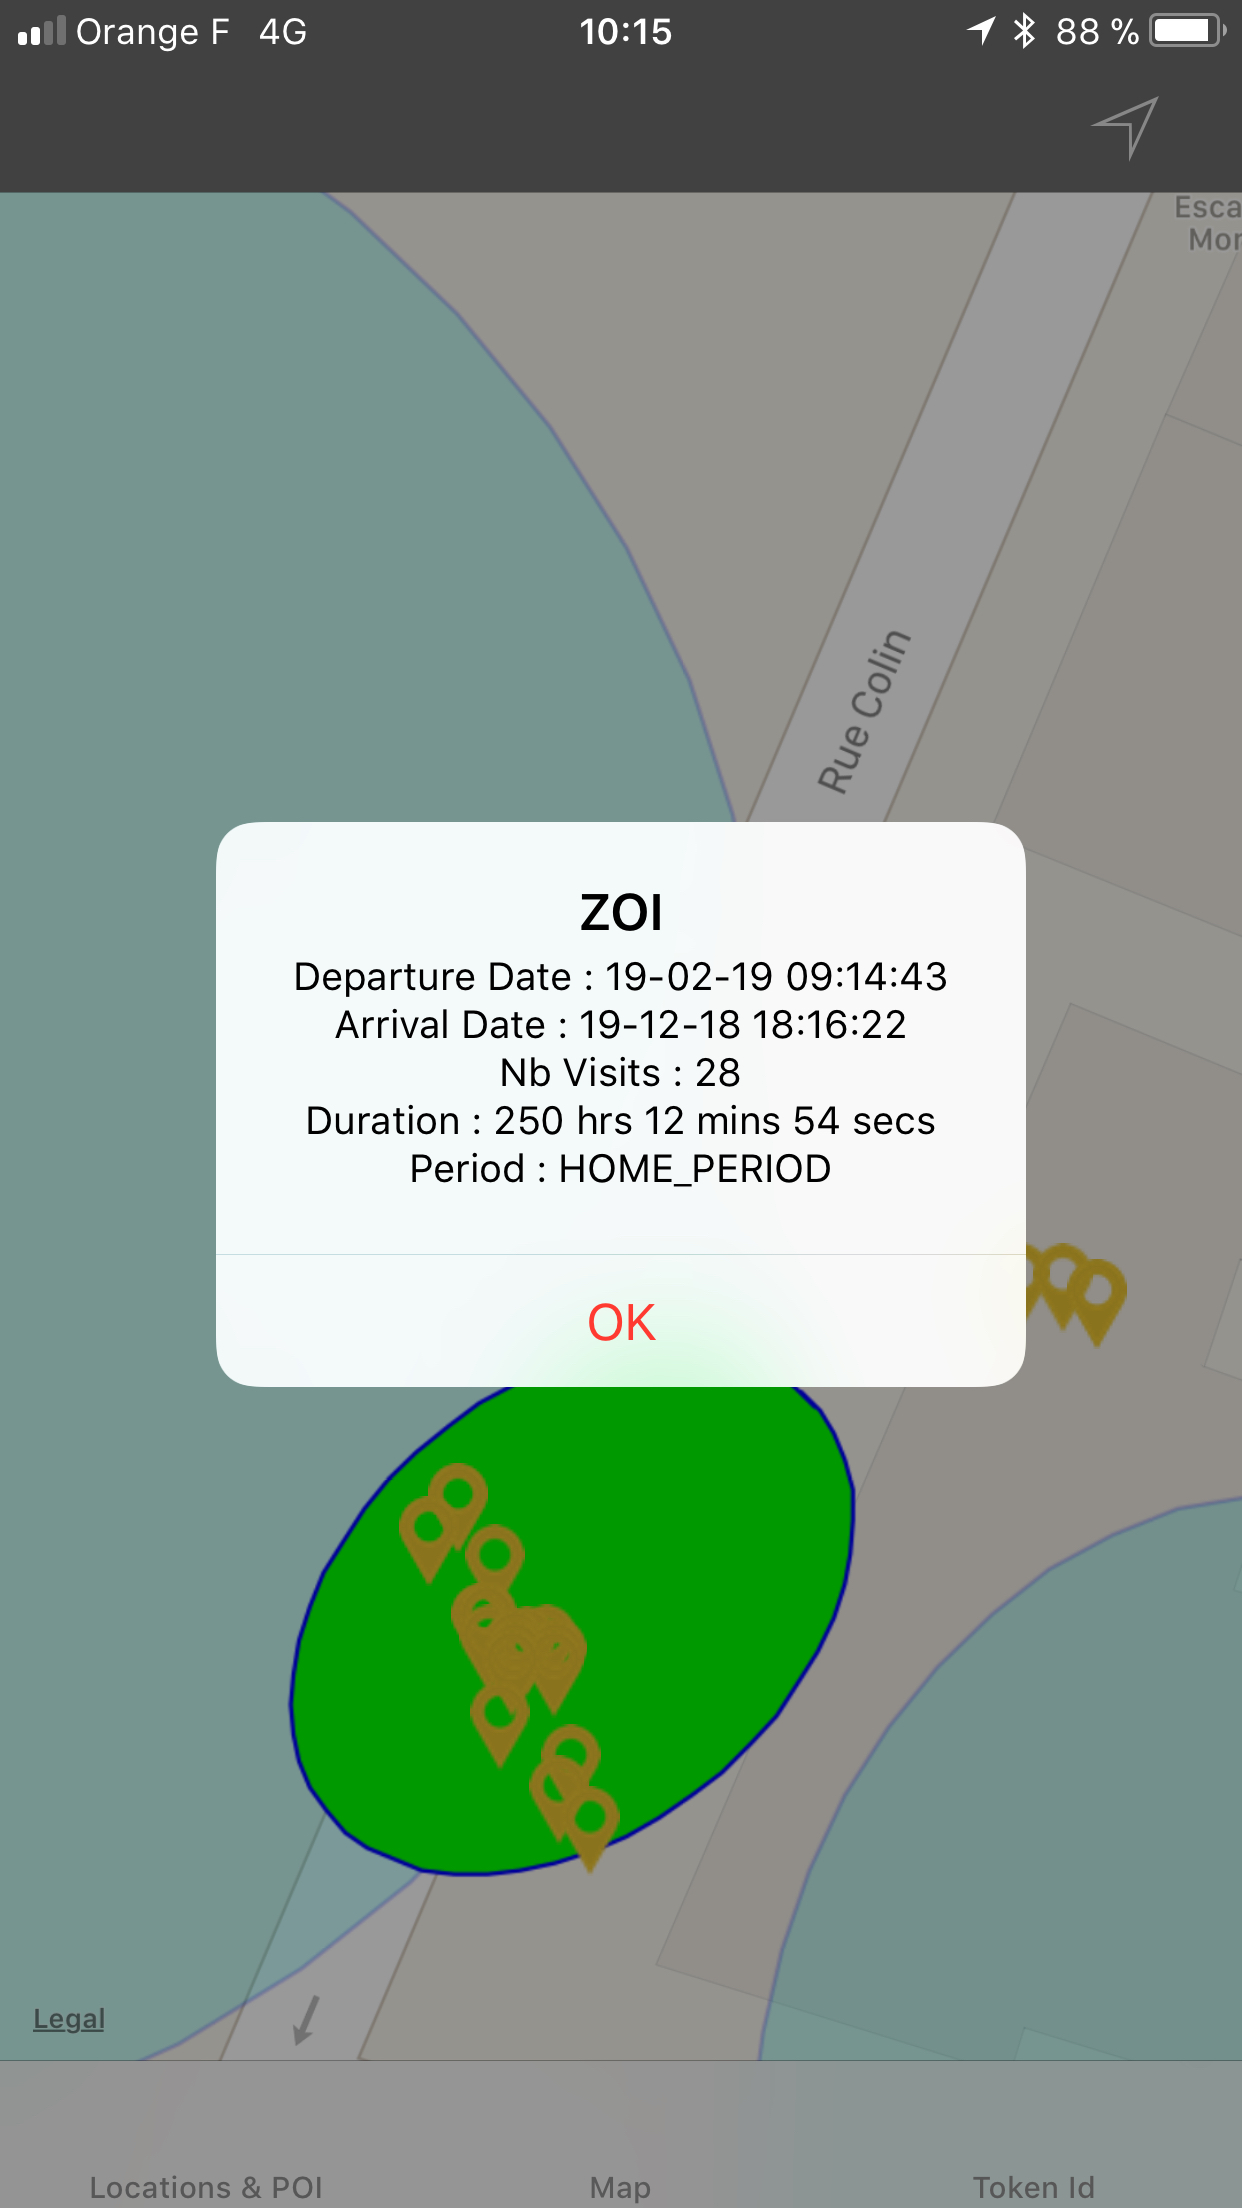 Orange F 4G 10:15 88 %
Esca
Mor
Rue Colin
ZOI
Departure Date : 19-02-19 09:14:43
Arrival Date : 19-12-18 18:16:22
Nb Visits : 28
Duration : 250 hrs 12 mins 54 secs
Period : HOME_PERIOD
OK
Legal
Locations & POI Map Token Id